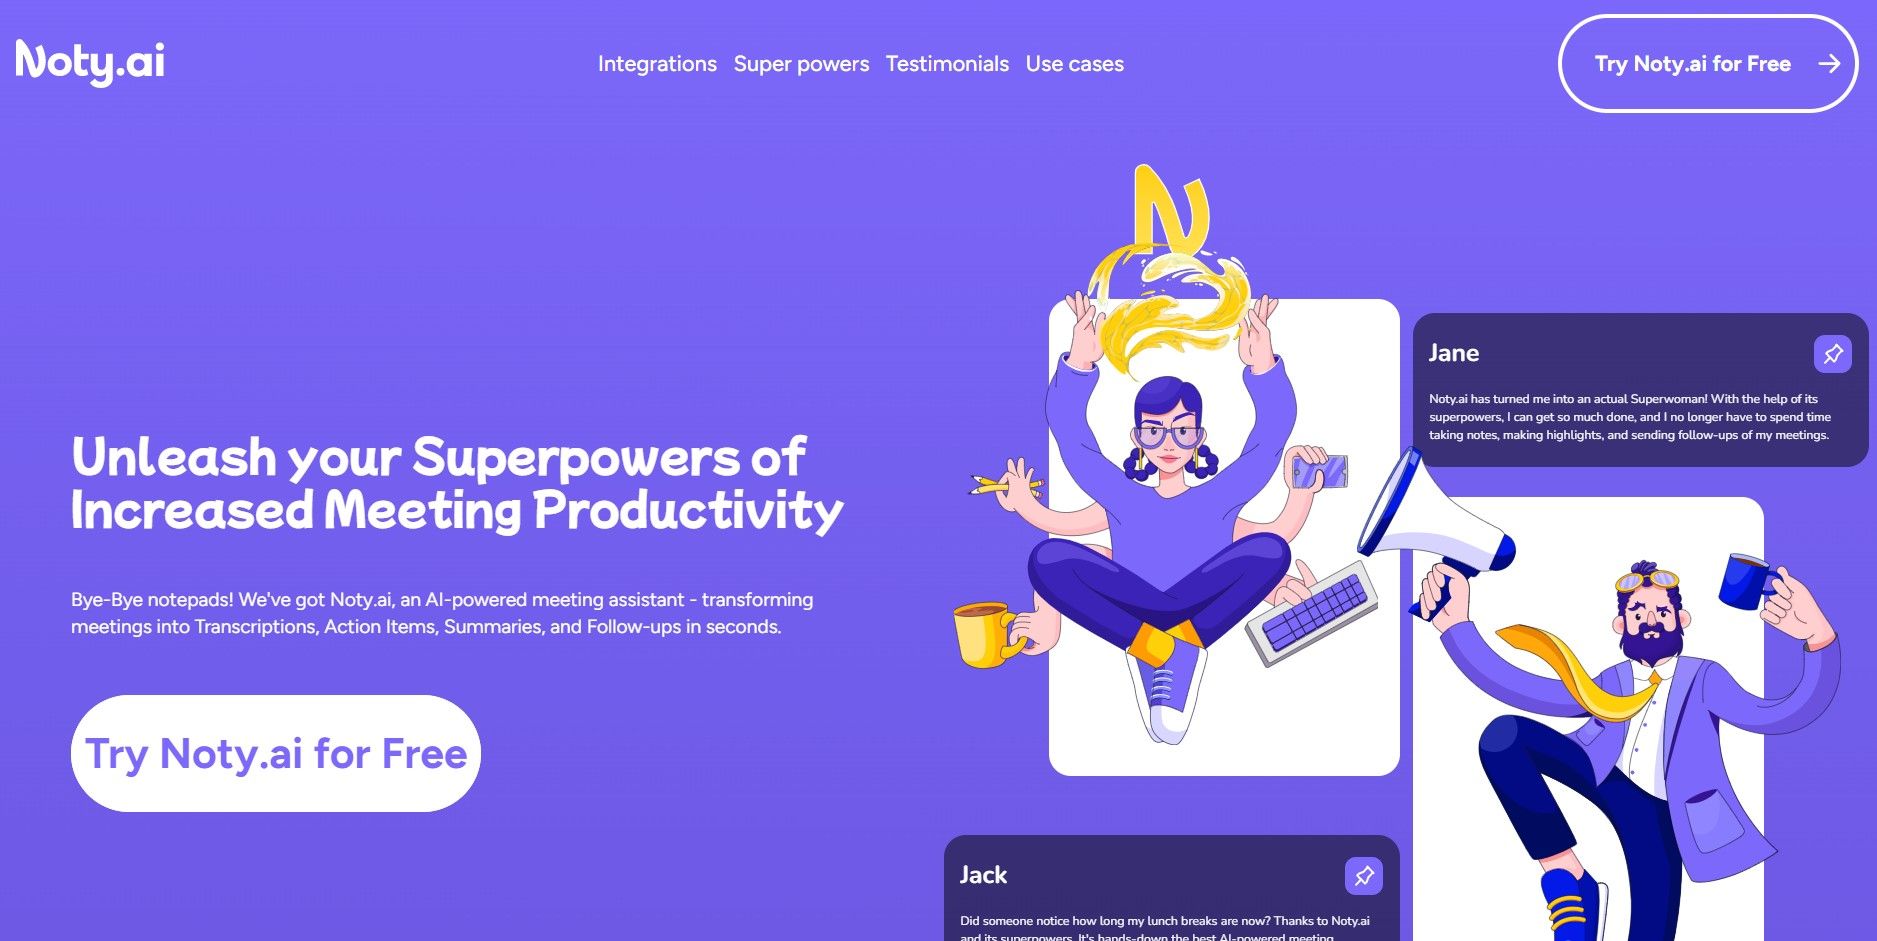 Noty.ai
Integrations Super powers Testimonials Use cases
Try Noty.ai for Free
N
Unleash your Superpowers of
Increased Meeting Productivity
Bye-Bye notepads! We've got Noty.ai, an AI-powered meeting assistant - transforming
meetings into Transcriptions, Action Items, Summaries, and Follow-ups in seconds.
Try Noty.ai for Free
Jane
Noty.ai has turned me into an actual Superwoman! With the help of its
superpowers, I can get so much done, and I no longer have to spend time
taking notes, making highlights, and sending follow-ups of my meetings.
Jack
Did someone notice how long my lunch breaks are now? Thanks to Noty.ai
and its superpowers. It's hands-down the best AI-powered meeting